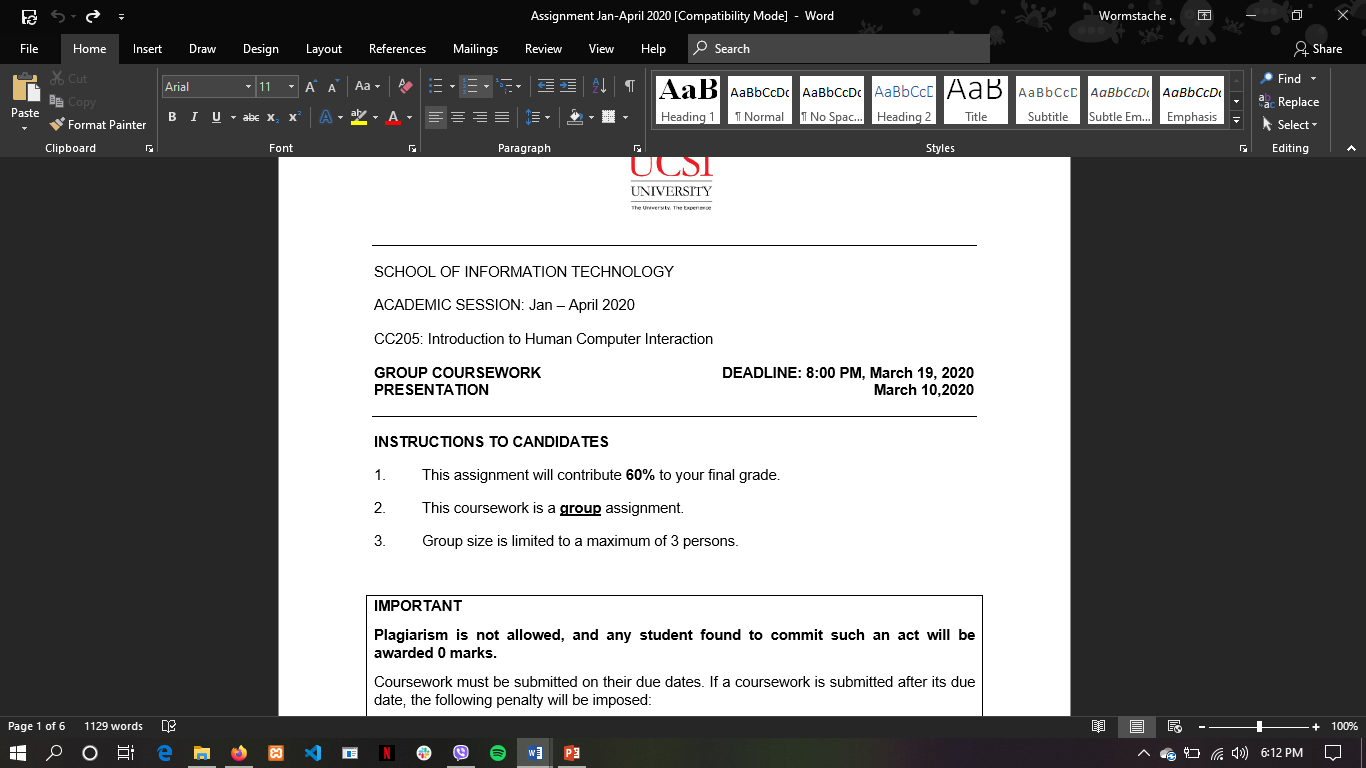 Assignment Jan-April 2020 [Compatibility Mode] - Word
Wormstache .
File Home Insert Draw Design Layout References Mailings Review View Help Search Share
Paste
Cut
Copy
Format Painter
Clipboard
Arial 11
Aa
B I U abc x2 x2 A ab A
Font
Paragraph
AaB AaBbCcDc AaBbCcDc AaBbCcD AaB AaBbCcD AaBbCcDc AaBbCcDc
Heading 1 ¶ Normal ¶ No Spac... Heading 2 Title Subtitle Subtle Em... Emphasis
Styles
Find
Replace
Select
Editing
UCSI
UNIVERSITY
The University. The Experience
SCHOOL OF INFORMATION TECHNOLOGY
ACADEMIC SESSION: Jan – April 2020
CC205: Introduction to Human Computer Interaction
GROUP COURSEWORK DEADLINE: 8:00 PM, March 19, 2020
PRESENTATION March 10,2020
INSTRUCTIONS TO CANDIDATES
1. This assignment will contribute 60% to your final grade.
2. This coursework is a group assignment.
3. Group size is limited to a maximum of 3 persons.
IMPORTANT
Plagiarism is not allowed, and any student found to commit such an act will be
awarded 0 marks.
Coursework must be submitted on their due dates. If a coursework is submitted after its due
date, the following penalty will be imposed:
Page 1 of 6 1129 words 100%
6:12 PM